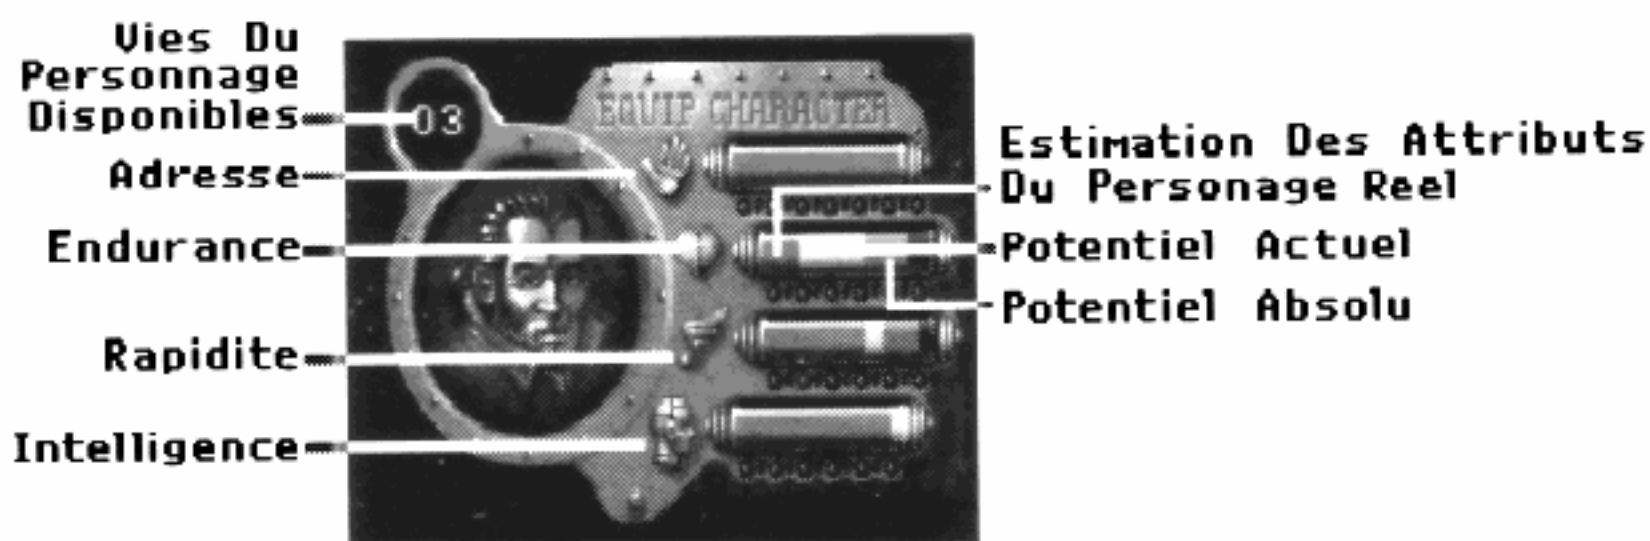 Vies Du
Personnage
Disponibles
03
EQUIP CHARACTER
Adresse
Endurance
Rapidite
Intelligence
Estimation Des Attributs
Du Personage Reel
Potentiel Actuel
Potentiel Absolu